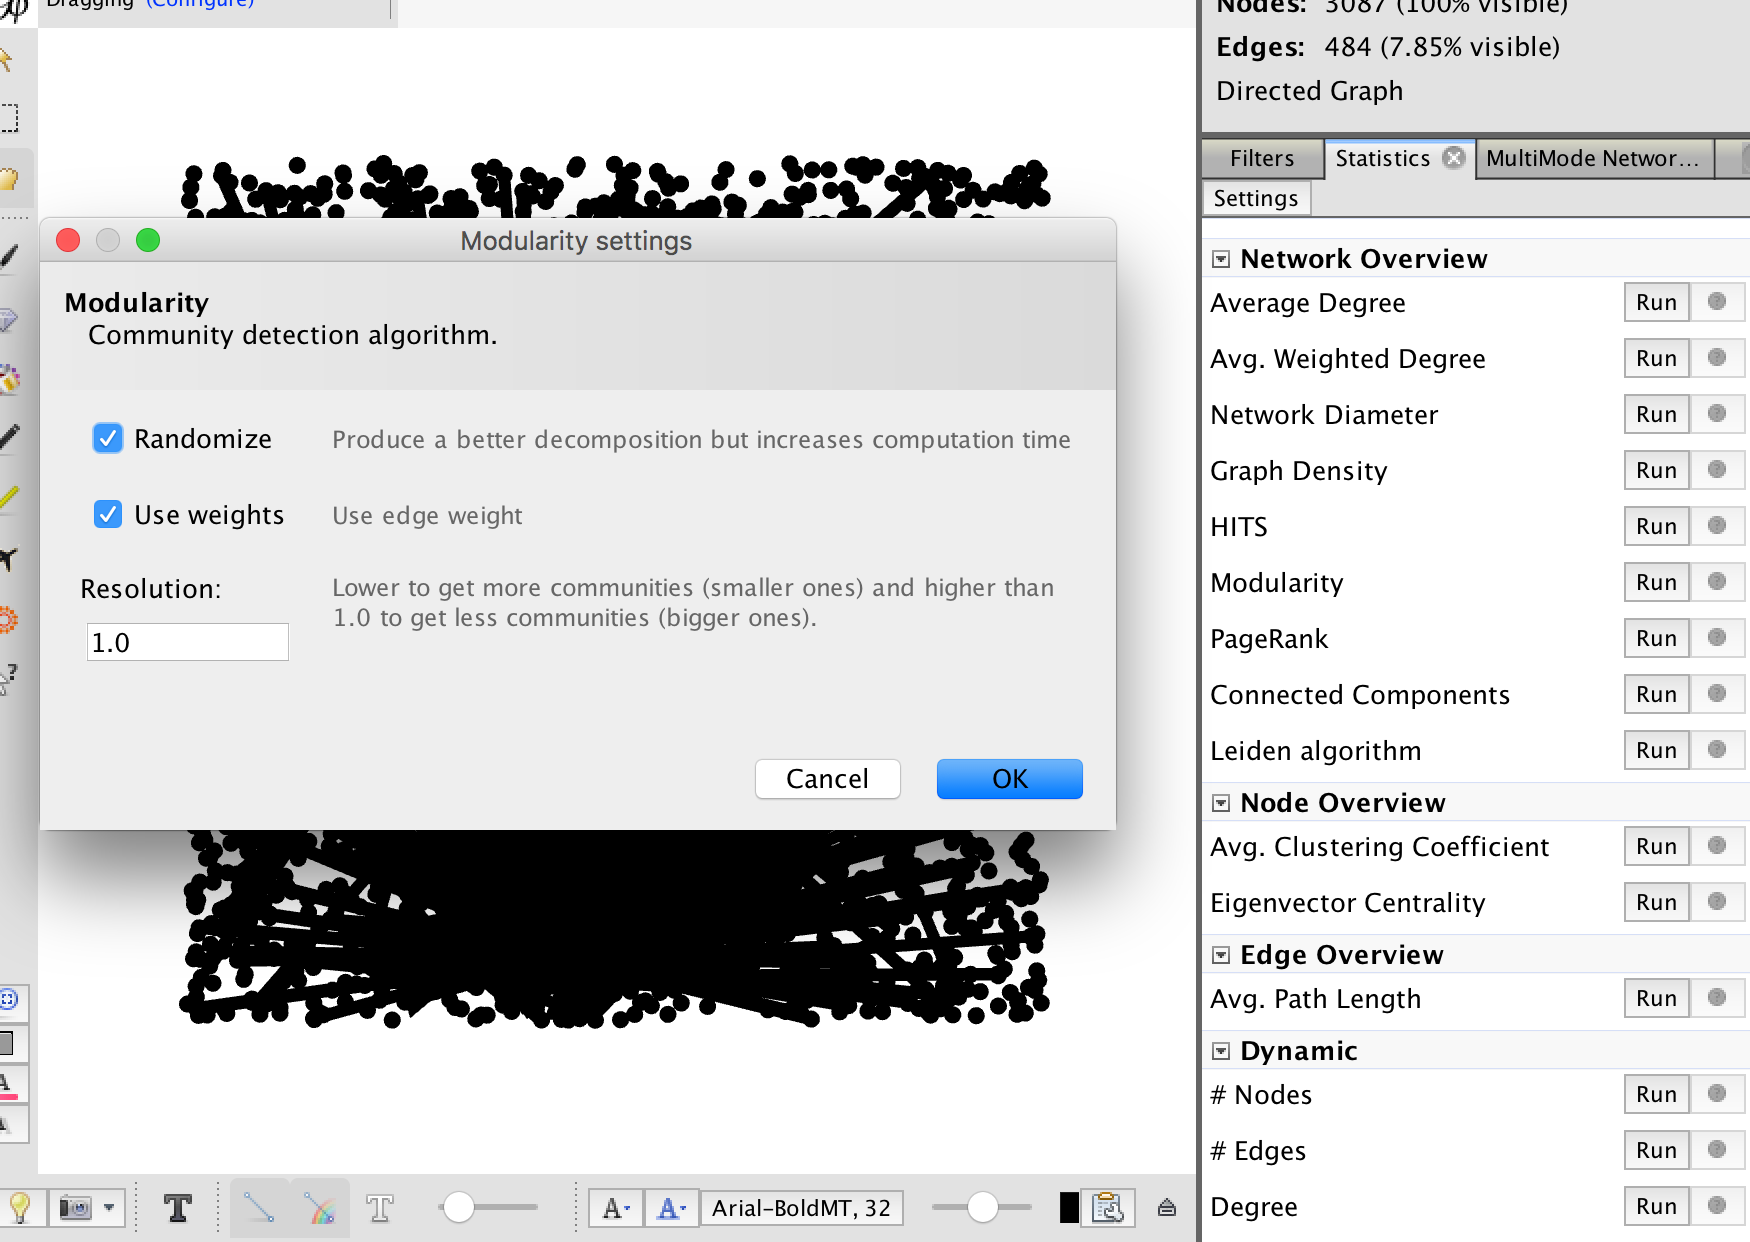 Dragging (Configure)
Nodes: 3087 (100% visible)
Edges: 484 (7.85% visible)
Directed Graph
Filters
Statistics
MultiMode Networ...
Settings
Modularity settings
Modularity
Community detection algorithm.
Randomize
Produce a better decomposition but increases computation time
Use weights
Use edge weight
Resolution:
Lower to get more communities (smaller ones) and higher than
1.0 to get less communities (bigger ones).
1.0
Cancel
OK
Network Overview
Average Degree Run
Avg. Weighted Degree Run
Network Diameter Run
Graph Density Run
HITS Run
Modularity Run
PageRank Run
Connected Components Run
Leiden algorithm Run
Node Overview
Avg. Clustering Coefficient Run
Eigenvector Centrality Run
Edge Overview
Avg. Path Length Run
Dynamic
# Nodes Run
# Edges Run
Degree Run
T T A- A- Arial-BoldMT, 32